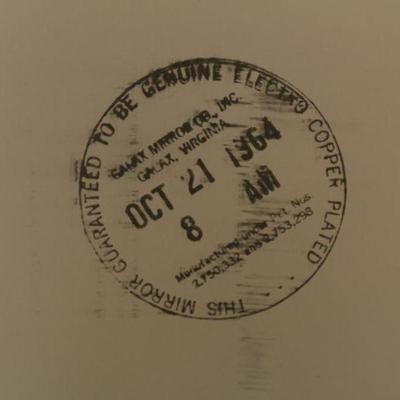 THIS MIRROR GUARANTEED TO BE GENUINE ELECTRO COPPER PLATED
GALAX MIRROR CO., INC.
GALAX, VIRGINIA
OCT 21 1964
8 AM
Manufactured under Pat. Nos.
2,750,332 and 2,753,298